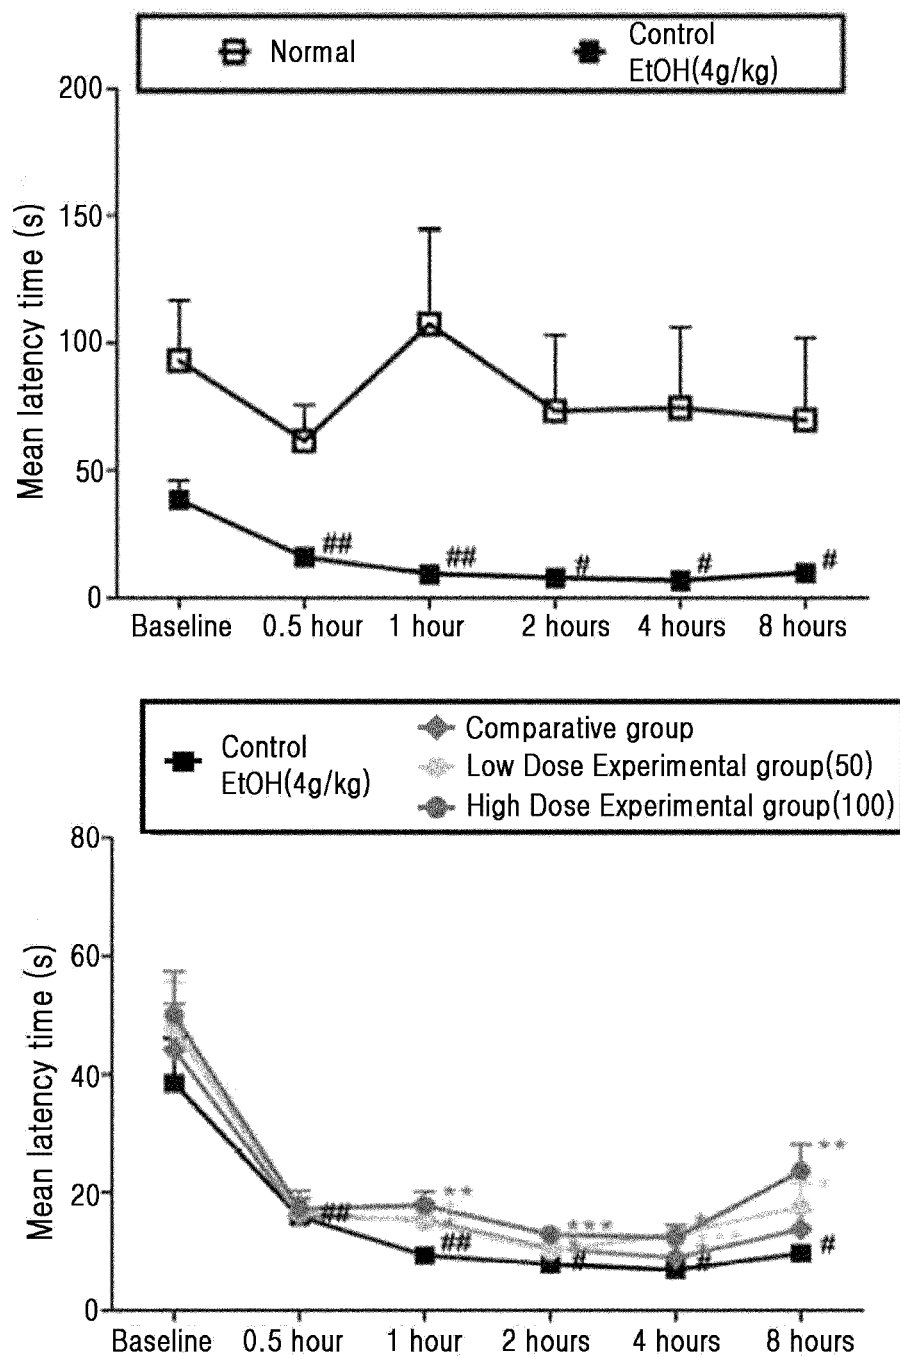 Normal
Control
EtOH(4g/kg)
Mean latency time (s)
200
150
100
50
0
##
##
#
#
#
Baseline
0.5 hour
1 hour
2 hours
4 hours
8 hours
Control
EtOH(4g/kg)
Comparative group
Low Dose Experimental group(50)
High Dose Experimental group(100)
Mean latency time (s)
80
60
40
20
0
**
***
**
*
##
##
#
#
#
Baseline
0.5 hour
1 hour
2 hours
4 hours
8 hours